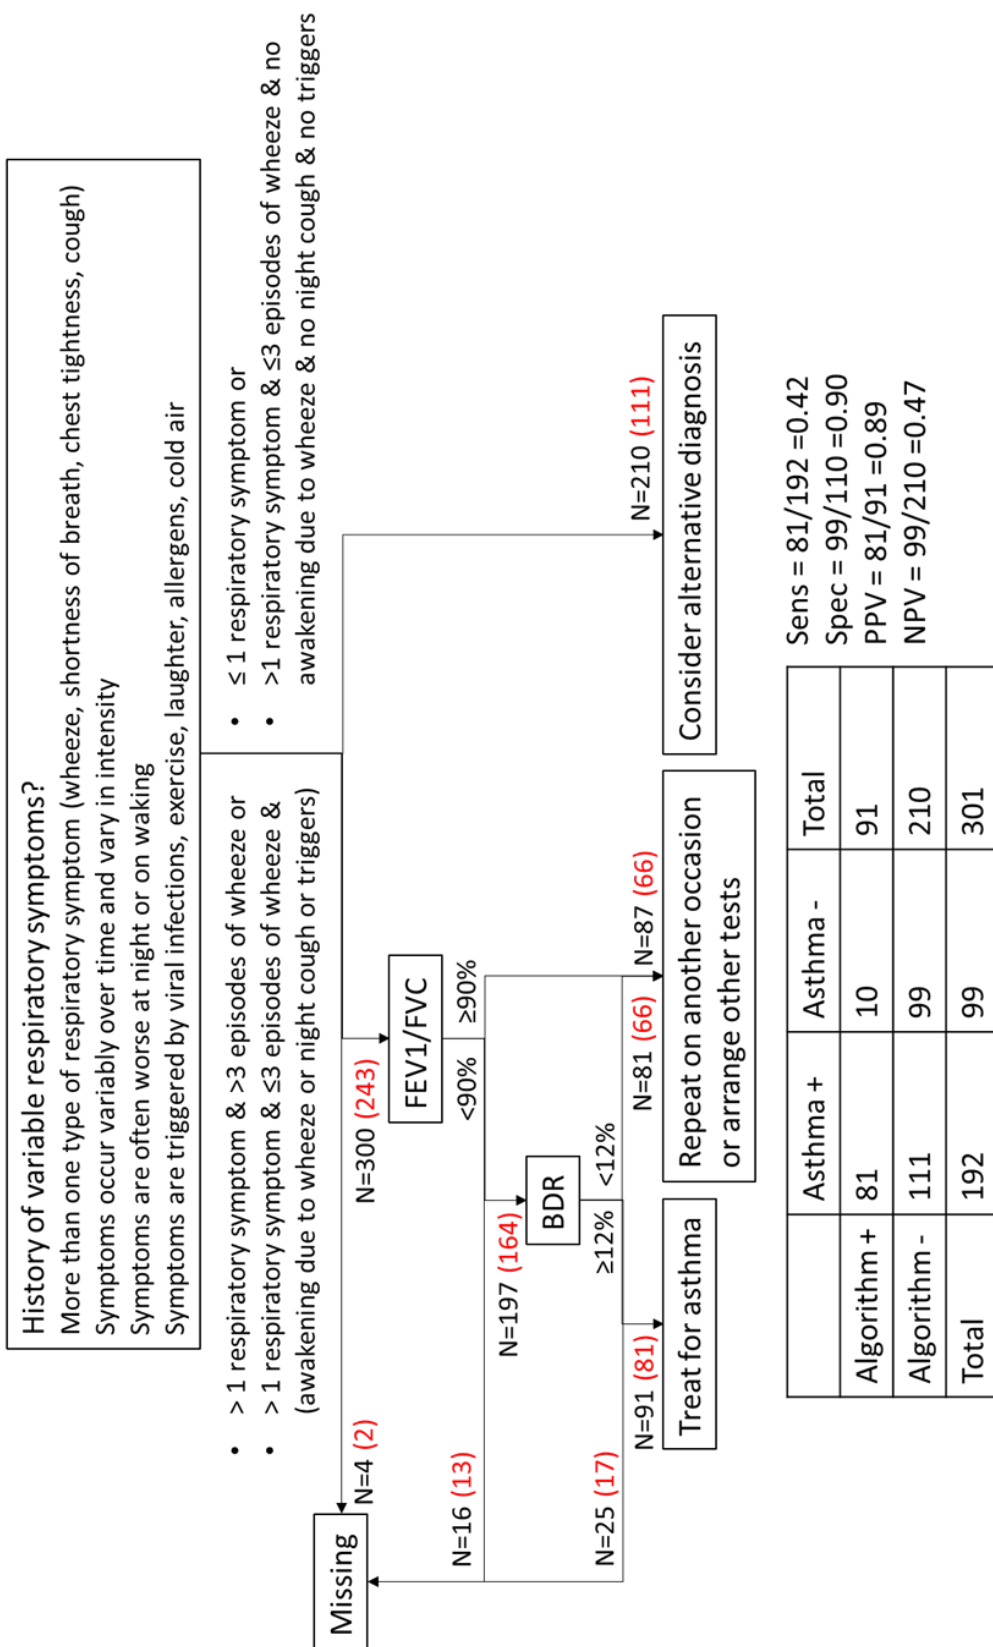 History of variable respiratory symptoms?
More than one type of respiratory symptom (wheeze, shortness of breath, chest tightness, cough)
Symptoms occur variably over time and vary in intensity
Symptoms are often worse at night or on waking
Symptoms are triggered by viral infections, exercise, laughter, allergens, cold air
• > 1 respiratory symptom & >3 episodes of wheeze or
• > 1 respiratory symptom & ≤3 episodes of wheeze &
(awakening due to wheeze or night cough or triggers)
• ≤ 1 respiratory symptom or
• >1 respiratory symptom & ≤3 episodes of wheeze & no
awakening due to wheeze & no night cough & no triggers
Missing
N=4 (2)
N=300 (243)
FEV1/FVC
<90%
≥90%
N=16 (13)
N=197 (164)
BDR
≥12%
<12%
N=25 (17)
N=91 (81)
N=81 (66)
N=87 (66)
N=210 (111)
Treat for asthma
Repeat on another occasion
or arrange other tests
Consider alternative diagnosis
Asthma + Asthma - Total
Algorithm + 81 10 91
Algorithm - 111 99 210
Total 192 99 301
Sens = 81/192 =0.42
Spec = 99/110 =0.90
PPV = 81/91 =0.89
NPV = 99/210 =0.47